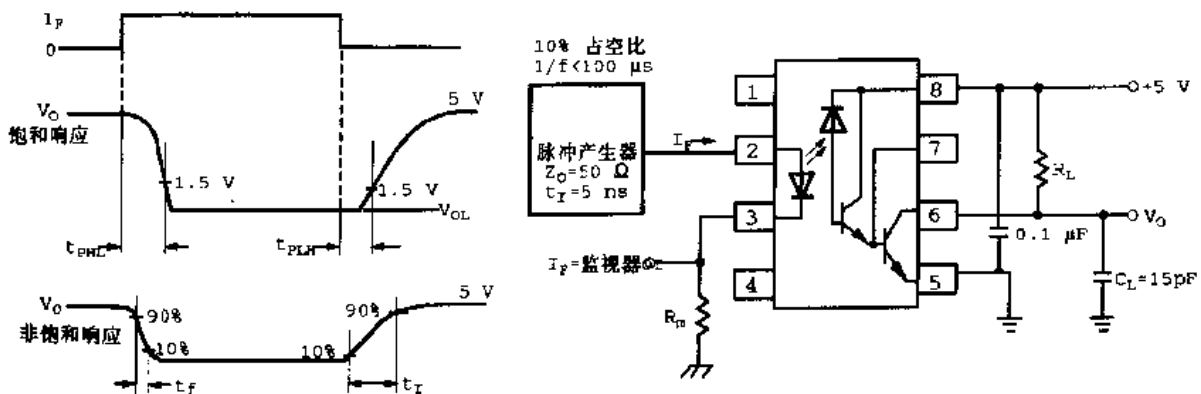 I_F
0
V_O
饱和响应
5 V
1.5 V
1.5 V
V_OL
t_PHL
t_PLH
V_O
非饱和响应
5 V
90%
10%
90%
10%
t_f
t_r
10% 占空比
1/f<100 μs
脉冲产生器
Z_O=50 Ω
t_r=5 ns
I_F
1
2
3
4
8
7
6
5
+5 V
R_L
V_O
0.1 μF
C_L=15pF
I_F=监视器
R_m